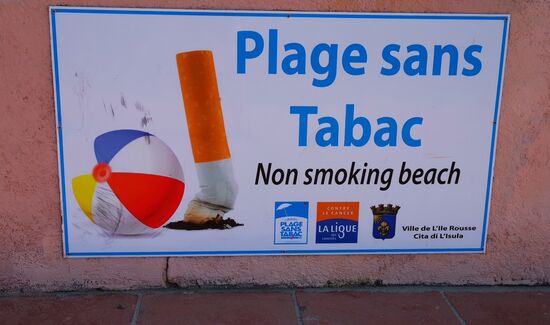 Plage sans
Tabac
Non smoking beach
PLAGE
SANS TABAC
CONTRE
LE CANCER
LA LIGUE
Ville de L'Ile Rousse
Cita di L'Isula